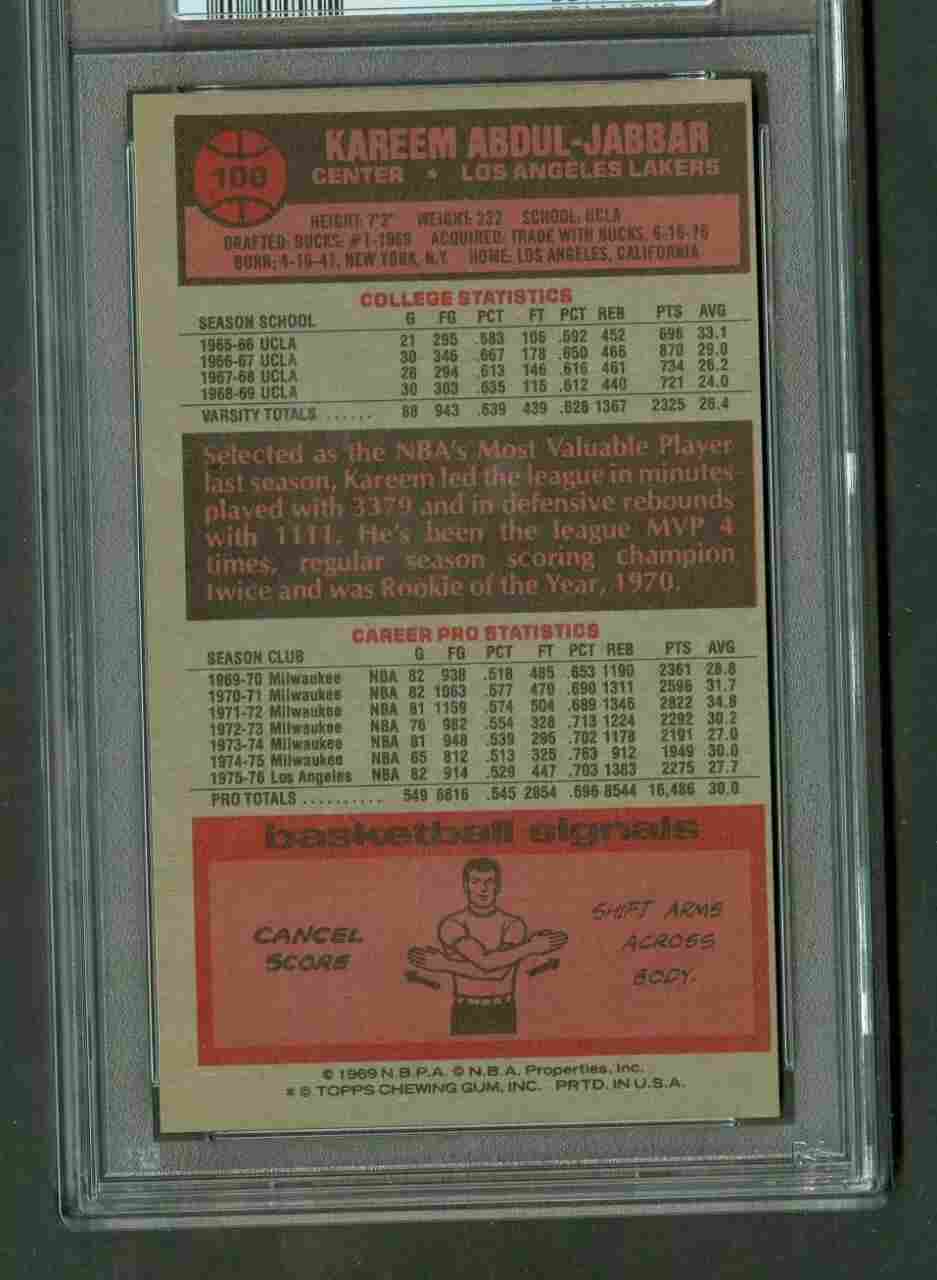 100
KAREEM ABDUL-JABBAR
CENTER • LOS ANGELES LAKERS
HEIGHT: 7'2" WEIGHT: 232 SCHOOL: UCLA
DRAFTED: BUCKS: #1-1969 ACQUIRED: TRADE WITH BUCKS, 6-16-75
BORN: 4-16-47, NEW YORK, N.Y. HOME: LOS ANGELES, CALIFORNIA
COLLEGE STATISTICS
SEASON SCHOOL G FG PCT FT PCT REB PTS AVG
1965-66 UCLA 21 295 .583 106 .592 452 696 33.1
1966-67 UCLA 30 346 .667 178 .650 466 870 29.0
1967-68 UCLA 28 294 .613 146 .616 461 734 26.2
1968-69 UCLA 30 303 .635 115 .612 440 721 24.0
VARSITY TOTALS ...... 88 943 .639 439 .628 1367 2325 26.4
Selected as the NBA's Most Valuable Player
last season, Kareem led the league in minutes
played with 3379 and in defensive rebounds
with 1111. He's been the league MVP 4
times, regular season scoring champion
twice and was Rookie of the Year, 1970.
CAREER PRO STATISTICS
SEASON CLUB G FG PCT FT PCT REB PTS AVG
1969-70 Milwaukee NBA 82 938 .518 485 .653 1190 2361 28.8
1970-71 Milwaukee NBA 82 1063 .577 470 .690 1311 2596 31.7
1971-72 Milwaukee NBA 81 1159 .574 504 .689 1346 2822 34.8
1972-73 Milwaukee NBA 76 982 .554 328 .713 1224 2292 30.2
1973-74 Milwaukee NBA 81 948 .539 295 .702 1178 2191 27.0
1974-75 Milwaukee NBA 65 812 .513 325 .763 912 1949 30.0
1975-76 Los Angeles NBA 82 914 .529 447 .703 1383 2275 27.7
PRO TOTALS .......... 549 6816 .545 2854 .696 8544 16,486 30.0
basketball signals
CANCEL
SCORE
SHIFT ARMS
ACROSS
BODY.
© 1969 N.B.P.A. © N.B.A. Properties, Inc.
* © TOPPS CHEWING GUM, INC. PRTD. IN U.S.A.